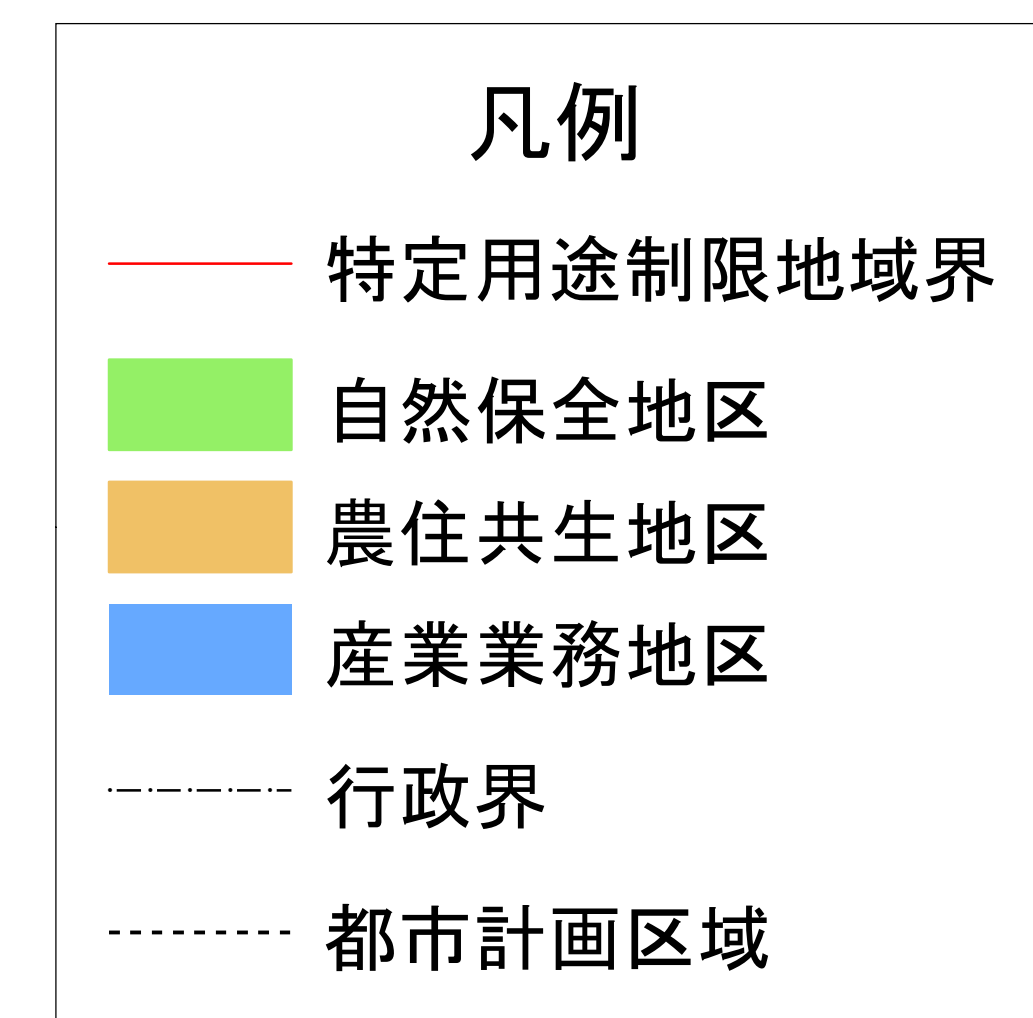 凡例
特定用途制限地域界
自然保全地区
農住共生地区
産業業務地区
行政界
都市計画区域